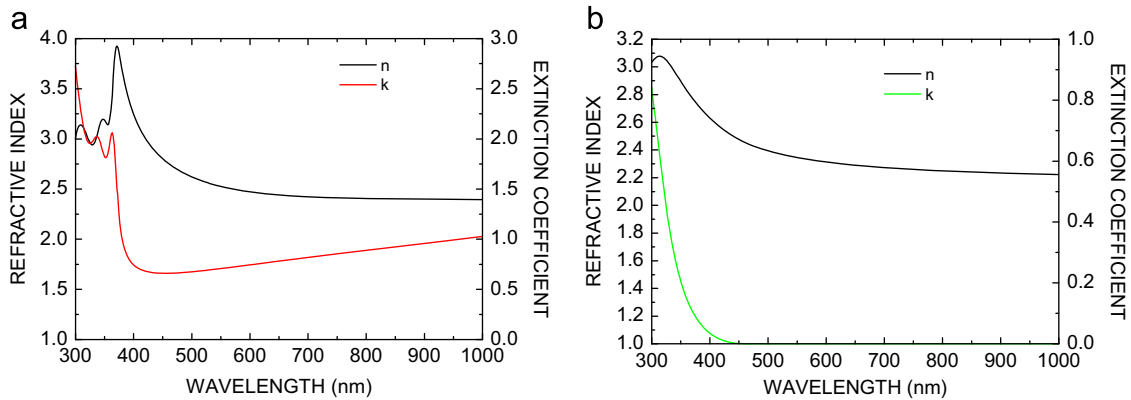 a
4.0
3.5
3.0
2.5
2.0
1.5
1.0
REFRACTIVE INDEX
n
k
3.0
2.5
2.0
1.5
1.0
0.5
0.0
EXTINCTION COEFFICIENT
300 400 500 600 700 800 900 1000
WAVELENGTH (nm)
b
3.2
3.0
2.8
2.6
2.4
2.2
2.0
1.8
1.6
1.4
1.2
1.0
REFRACTIVE INDEX
n
k
1.0
0.8
0.6
0.4
0.2
0.0
EXTINCTION COEFFICIENT
300 400 500 600 700 800 900 1000
WAVELENGTH (nm)